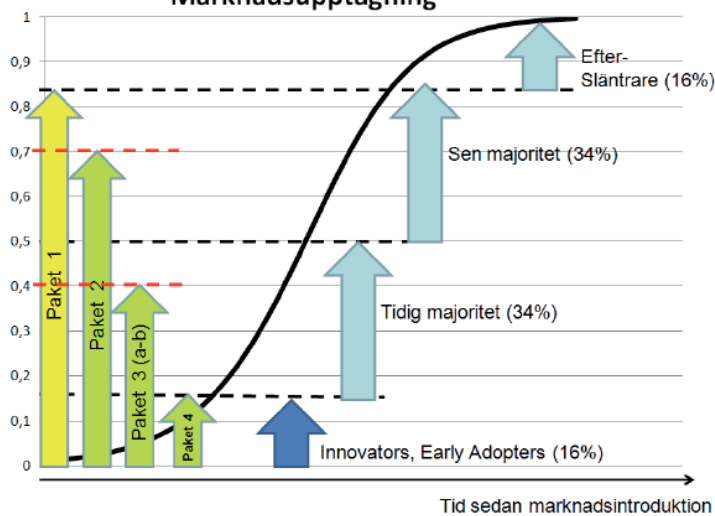 Marknadsupptagning
1
0,9
0,8
0,7
0,6
0,5
0,4
0,3
0,2
0,1
0
Paket 1
Paket 2
Paket 3 (a-b)
Paket 4
Efter-
Släntrare (16%)
Sen majoritet (34%)
Tidig majoritet (34%)
Innovators, Early Adopters (16%)
Tid sedan marknadsintroduktion